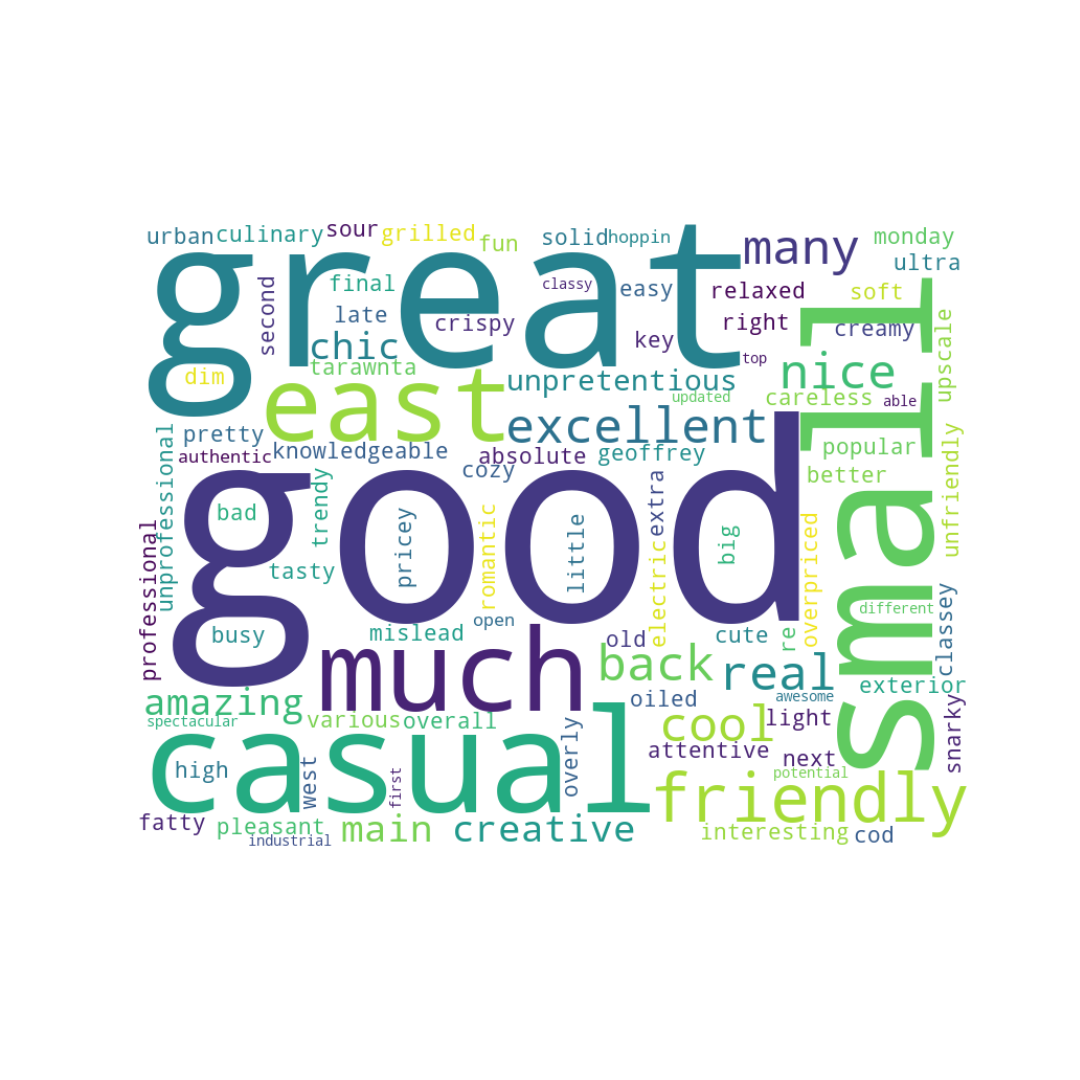 great
good
small
casual
east
much
many
nice
excellent
friendly
chic
unpretentious
back
real
cool
amazing
creative
main
urban
culinary
sour
grilled
fun
solid
hoppin
monday
ultra
second
final
late
crispy
classy
easy
relaxed
soft
key
right
creamy
upscale
top
dim
tarawnta
updated
careless
able
pretty
knowledgeable
authentic
absolute
cozy
geoffrey
popular
better
unfriendly
unprofessional
professional
bad
trendy
pricey
romantic
little
extra
electric
big
overpriced
tasty
busy
mislead
open
old
cute
re
different
classey
exterior
snarky
oiled
awesome
light
attentive
next
potential
interesting
cod
spectacular
various
overall
overly
high
west
first
fatty
pleasant
industrial